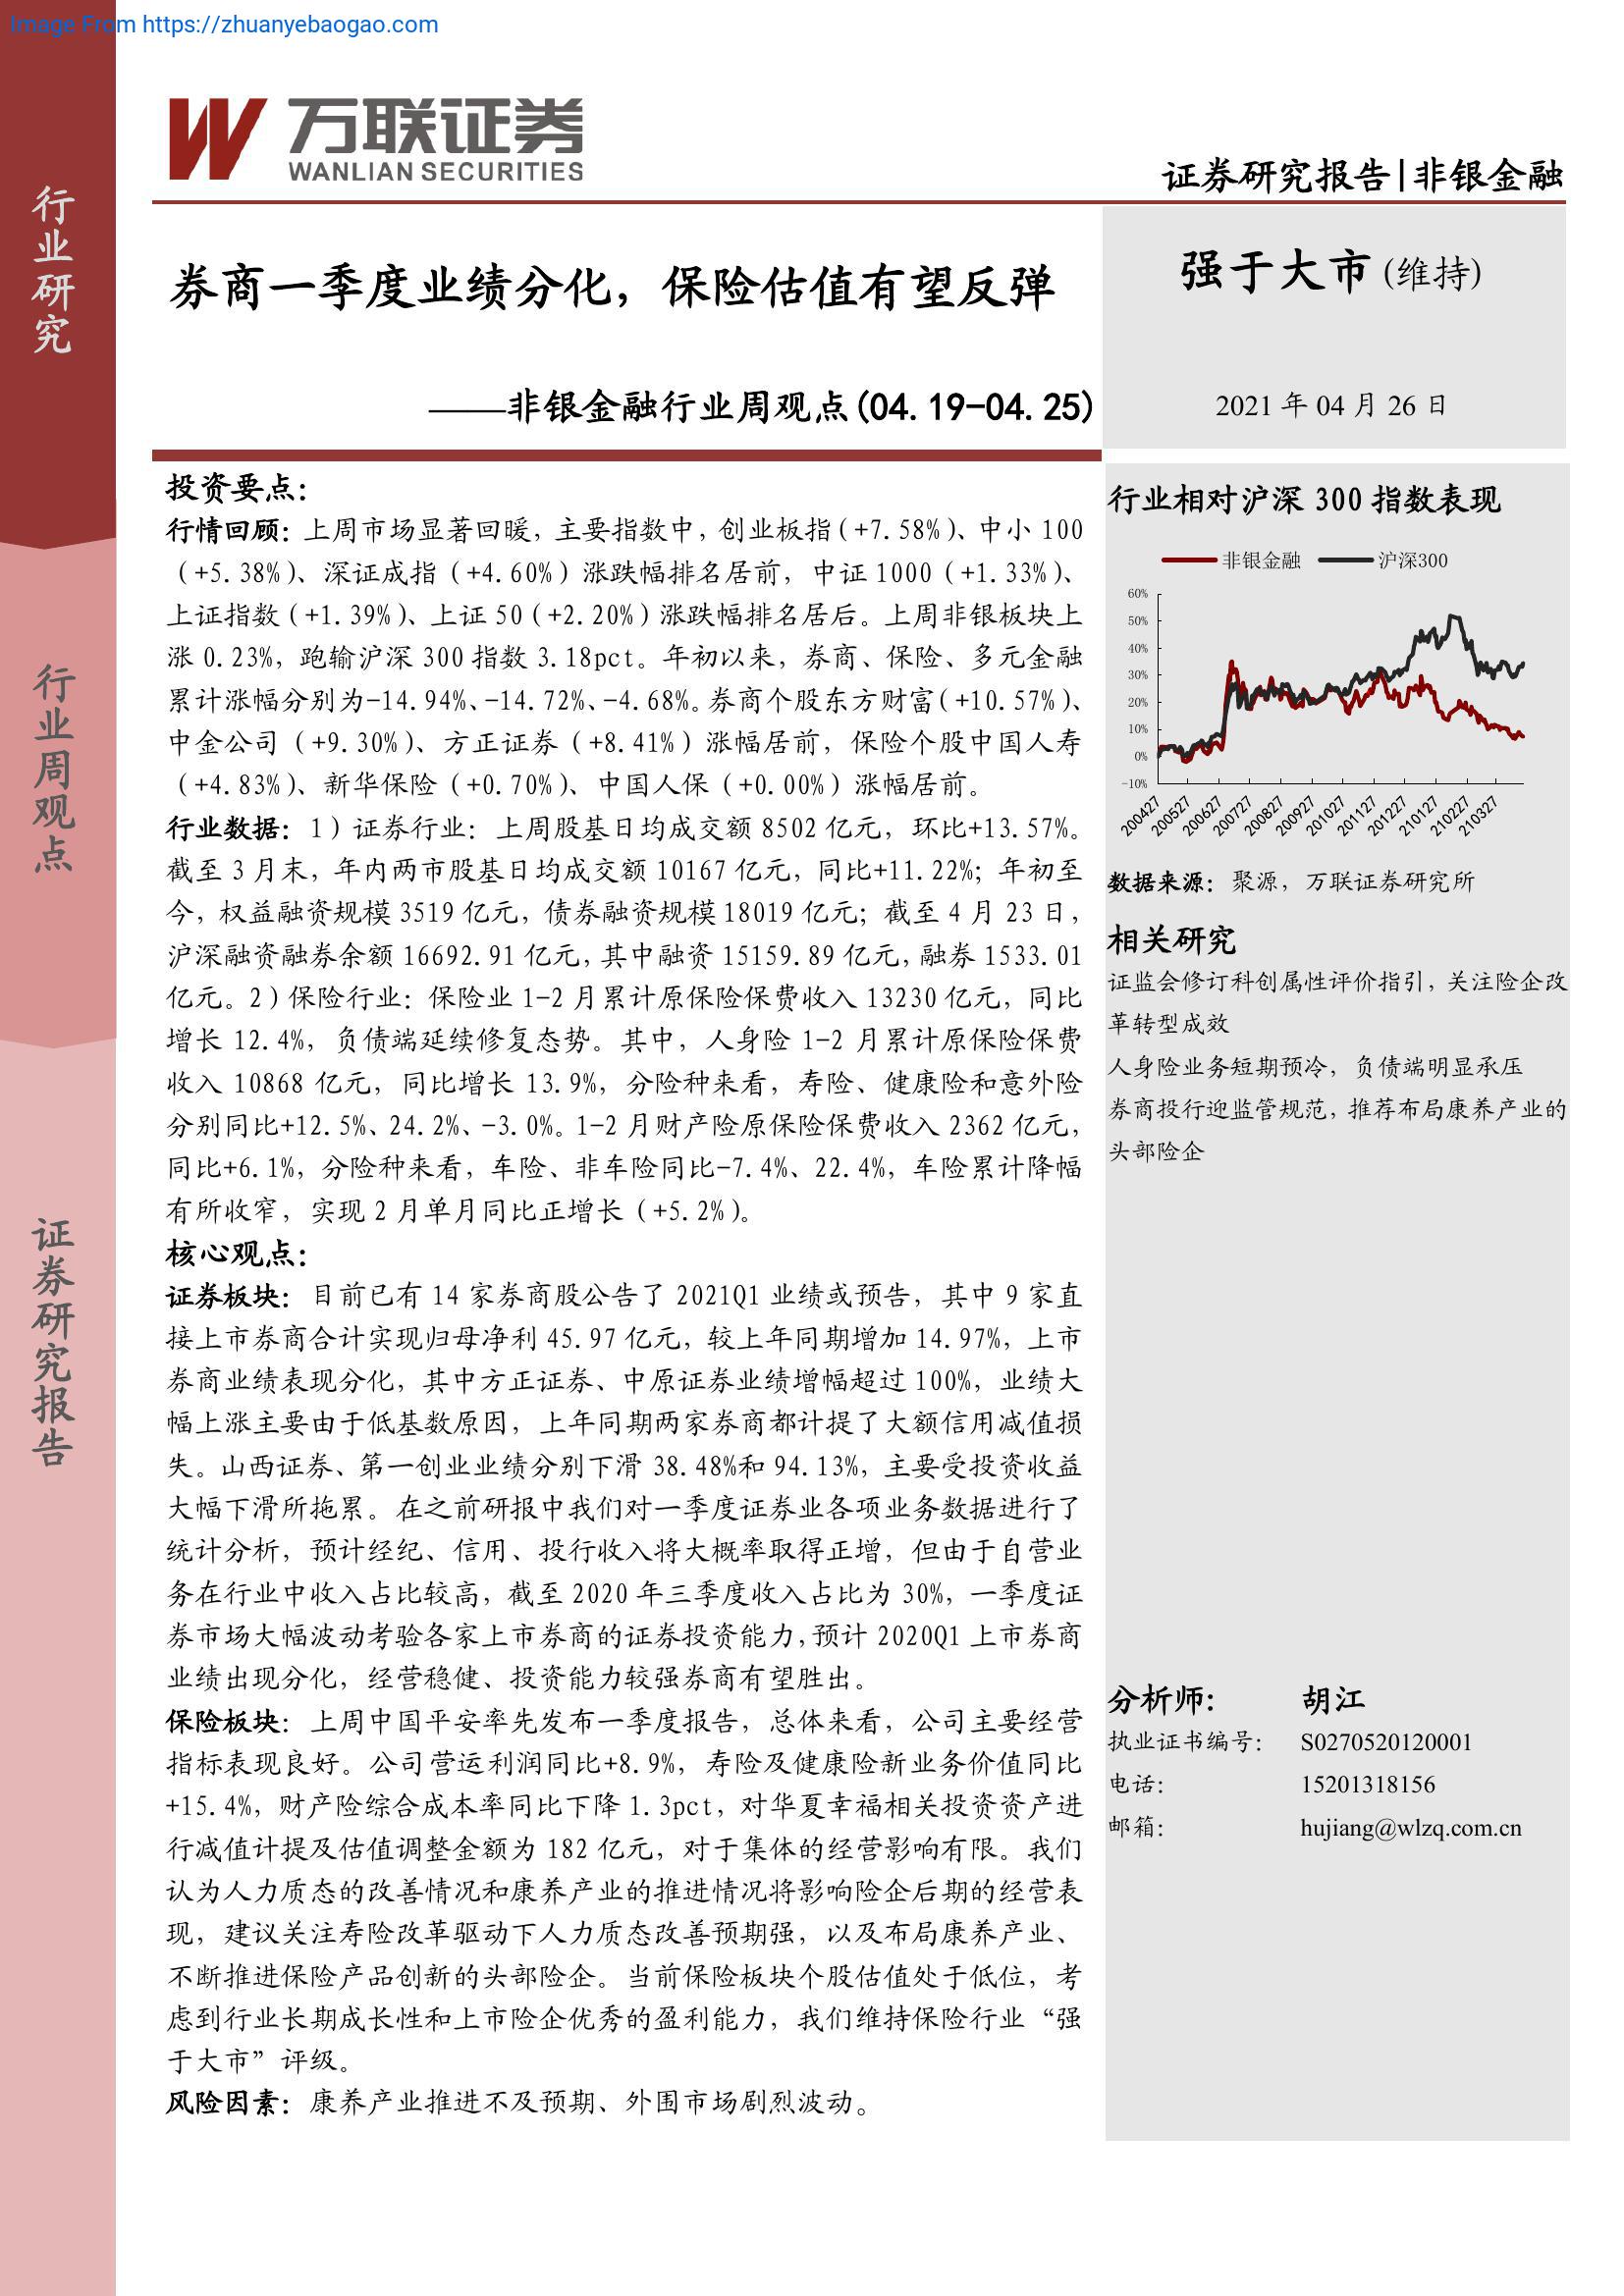 Image From https://zhuanyebaogao.com
行业研究
行业周观点
证券研究报告
万联证券
WANLIAN SECURITIES
证券研究报告|非银金融
券商一季度业绩分化，保险估值有望反弹
——非银金融行业周观点(04.19-04.25)
强于大市(维持)
2021 年 04 月 26 日
投资要点：
行情回顾：上周市场显著回暖，主要指数中，创业板指(+7.58%)、中小 100
（+5.38%)、深证成指（+4.60%）涨跌幅排名居前，中证 1000（+1.33%)、
上证指数(+1.39%)、上证 50（+2.20%）涨跌幅排名居后。上周非银板块上
涨 0.23%，跑输沪深 300 指数 3.18pct。年初以来，券商、保险、多元金融
累计涨幅分别为-14.94%、-14.72%、-4.68%。券商个股东方财富(+10.57%)、
中金公司（+9.30%)、方正证券（+8.41%）涨幅居前，保险个股中国人寿
（+4.83%)、新华保险（+0.70%)、中国人保（+0.00%）涨幅居前。
行业数据：1）证券行业：上周股基日均成交额 8502 亿元，环比+13.57%。
截至 3 月末，年内两市股基日均成交额 10167 亿元，同比+11.22%；年初至
今，权益融资规模 3519 亿元，债券融资规模 18019 亿元；截至 4 月 23 日，
沪深融资融券余额 16692.91 亿元，其中融资 15159.89 亿元，融券 1533.01
亿元。2）保险行业：保险业 1-2 月累计原保险保费收入 13230 亿元，同比
增长 12.4%，负债端延续修复态势。其中，人身险 1-2 月累计原保险保费
收入 10868 亿元，同比增长 13.9%，分险种来看，寿险、健康险和意外险
分别同比+12.5%、24.2%、-3.0%。1-2 月财产险原保险保费收入 2362 亿元，
同比+6.1%，分险种来看，车险、非车险同比-7.4%、22.4%，车险累计降幅
有所收窄，实现 2 月单月同比正增长（+5.2%)。
核心观点：
证券板块：目前已有 14 家券商股公告了 2021Q1 业绩或预告，其中 9 家直
接上市券商合计实现归母净利 45.97 亿元，较上年同期增加 14.97%，上市
券商业绩表现分化，其中方正证券、中原证券业绩增幅超过 100%，业绩大
幅上涨主要由于低基数原因，上年同期两家券商都计提了大额信用减值损
失。山西证券、第一创业业绩分别下滑 38.48%和 94.13%，主要受投资收益
大幅下滑所拖累。在之前研报中我们对一季度证券业各项业务数据进行了
统计分析，预计经纪、信用、投行收入将大概率取得正增，但由于自营业
务在行业中收入占比较高，截至 2020 年三季度收入占比为 30%，一季度证
券市场大幅波动考验各家上市券商的证券投资能力，预计 2020Q1 上市券商
业绩出现分化，经营稳健、投资能力较强券商有望胜出。
保险板块：上周中国平安率先发布一季度报告，总体来看，公司主要经营
指标表现良好。公司营运利润同比+8.9%，寿险及健康险新业务价值同比
+15.4%，财产险综合成本率同比下降 1.3pct，对华夏幸福相关投资资产进
行减值计提及估值调整金额为 182 亿元，对于集体的经营影响有限。我们
认为人力质态的改善情况和康养产业的推进情况将影响险企后期的经营表
现，建议关注寿险改革驱动下人力质态改善预期强，以及布局康养产业、
不断推进保险产品创新的头部险企。当前保险板块个股估值处于低位，考
虑到行业长期成长性和上市险企优秀的盈利能力，我们维持保险行业“强
于大市”评级。
风险因素：康养产业推进不及预期、外围市场剧烈波动。
行业相对沪深 300 指数表现
非银金融 沪深300
60%
50%
40%
30%
20%
10%
0%
-10%
200427 200527 200627 200727 200827 200927 201027 201127 201227 210127 210227 210327
数据来源：聚源，万联证券研究所
相关研究
证监会修订科创属性评价指引，关注险企改
革转型成效
人身险业务短期预冷，负债端明显承压
券商投行迎监管规范，推荐布局康养产业的
头部险企
分析师： 胡江
执业证书编号： S0270520120001
电话： 15201318156
邮箱： hujiang@wlzq.com.cn